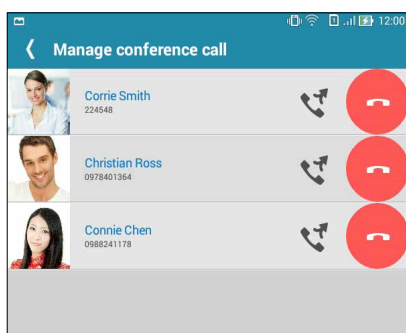 12:00
Manage conference call
Corrie Smith
224548
Christian Ross
0978401364
Connie Chen
0988241178